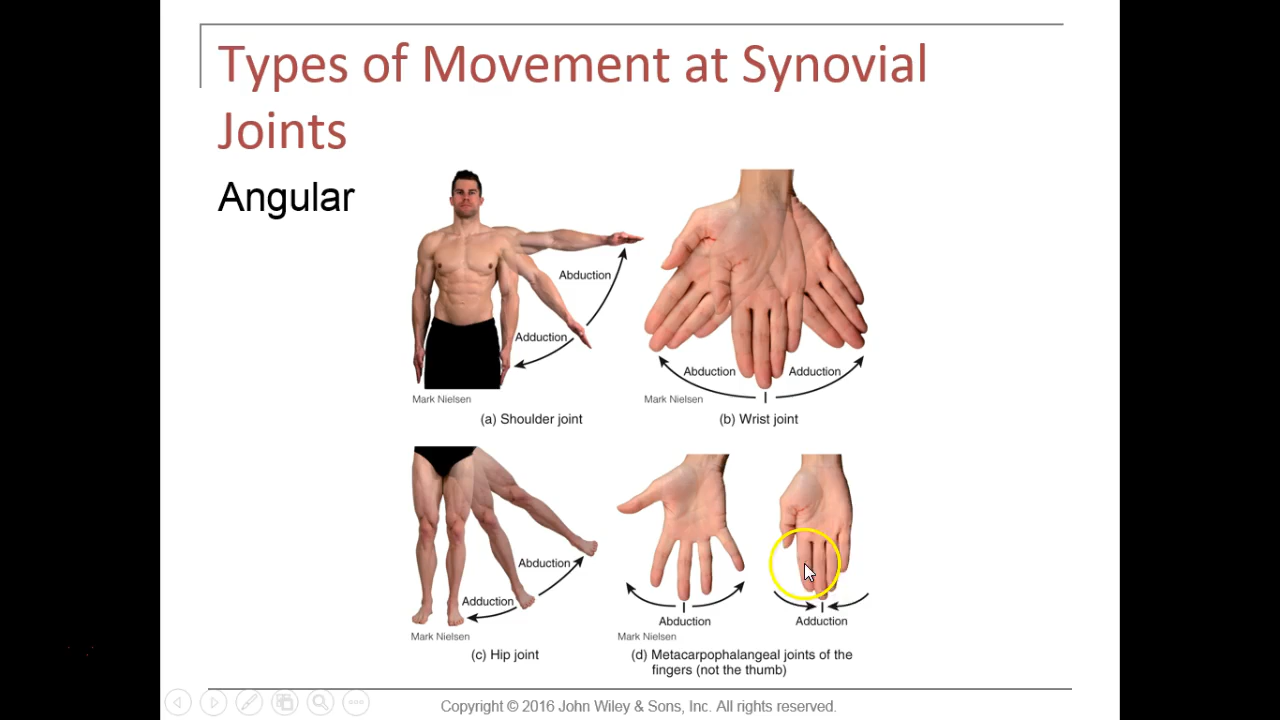 Types of Movement at Synovial
Joints
Angular
Abduction
Adduction
Mark Nielsen
(a) Shoulder joint
Abduction
Adduction
Mark Nielsen
(b) Wrist joint
Abduction
Adduction
Mark Nielsen
(c) Hip joint
Abduction
Adduction
Mark Nielsen
(d) Metacarpophalangeal joints of the
fingers (not the thumb)
Copyright © 2016 John Wiley & Sons, Inc. All rights reserved.